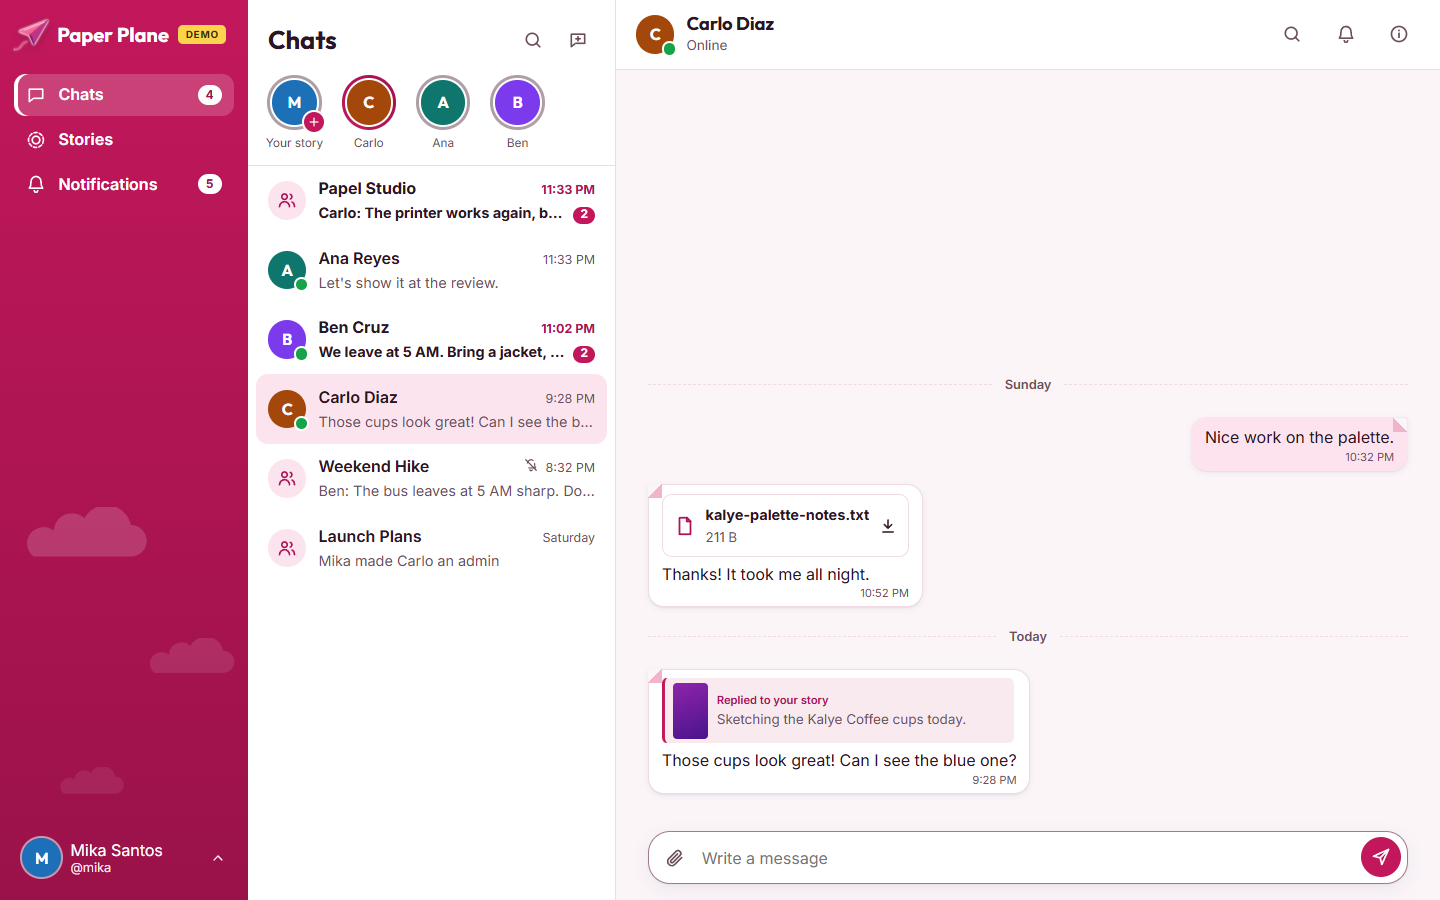 Paper Plane DEMO
Chats 4
Stories
Notifications 5
M
Mika Santos
@mika
Chats
M C A B
Your story Carlo Ana Ben
Papel Studio 11:33 PM
Carlo: The printer works again, b... 2
A
Ana Reyes 11:33 PM
Let's show it at the review.
B
Ben Cruz 11:02 PM
We leave at 5 AM. Bring a jacket, ... 2
C
Carlo Diaz 9:28 PM
Those cups look great! Can I see the b...
Weekend Hike 8:32 PM
Ben: The bus leaves at 5 AM sharp. Do...
Launch Plans Saturday
Mika made Carlo an admin
C
Carlo Diaz
Online
Sunday
Nice work on the palette.
10:32 PM
kalye-palette-notes.txt
211 B
Thanks! It took me all night.
10:52 PM
Today
Replied to your story
Sketching the Kalye Coffee cups today.
Those cups look great! Can I see the blue one?
9:28 PM
Write a message